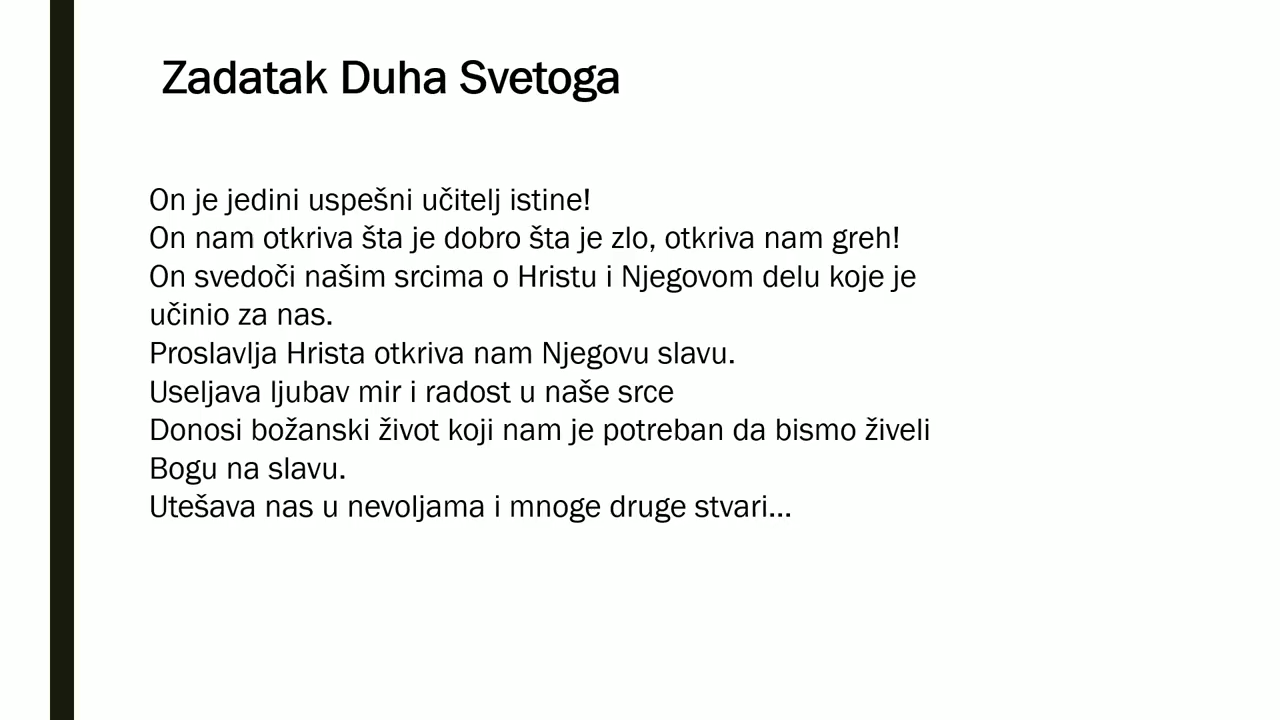 Zadatak Duha Svetoga
On je jedini uspešni učitelj istine!
On nam otkriva šta je dobro šta je zlo, otkriva nam greh!
On svedoči našim srcima o Hristu i Njegovom delu koje je
učinio za nas.
Proslavlja Hrista otkriva nam Njegovu slavu.
Useljava ljubav mir i radost u naše srce
Donosi božanski život koji nam je potreban da bismo živeli
Bogu na slavu.
Utešava nas u nevoljama i mnoge druge stvari...